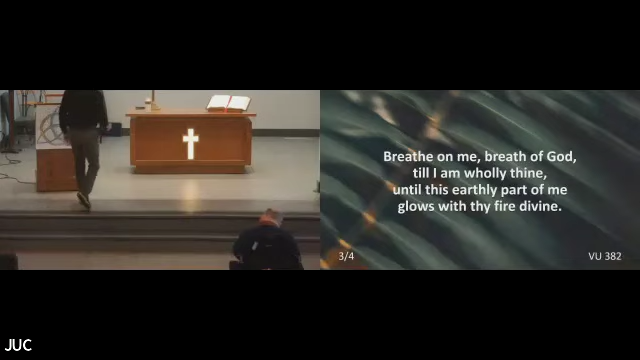 Breathe on me, breath of God,
till I am wholly thine,
until this earthly part of me
glows with thy fire divine.
3/4
VU 382
JUC